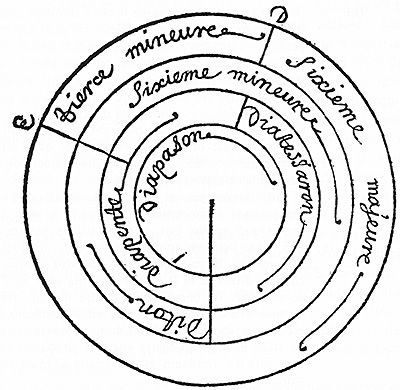 D
Tierce mineure
Sixieme
majeure
Sixieme mineure
Diatessaron
Diapason
Diapente
Diton